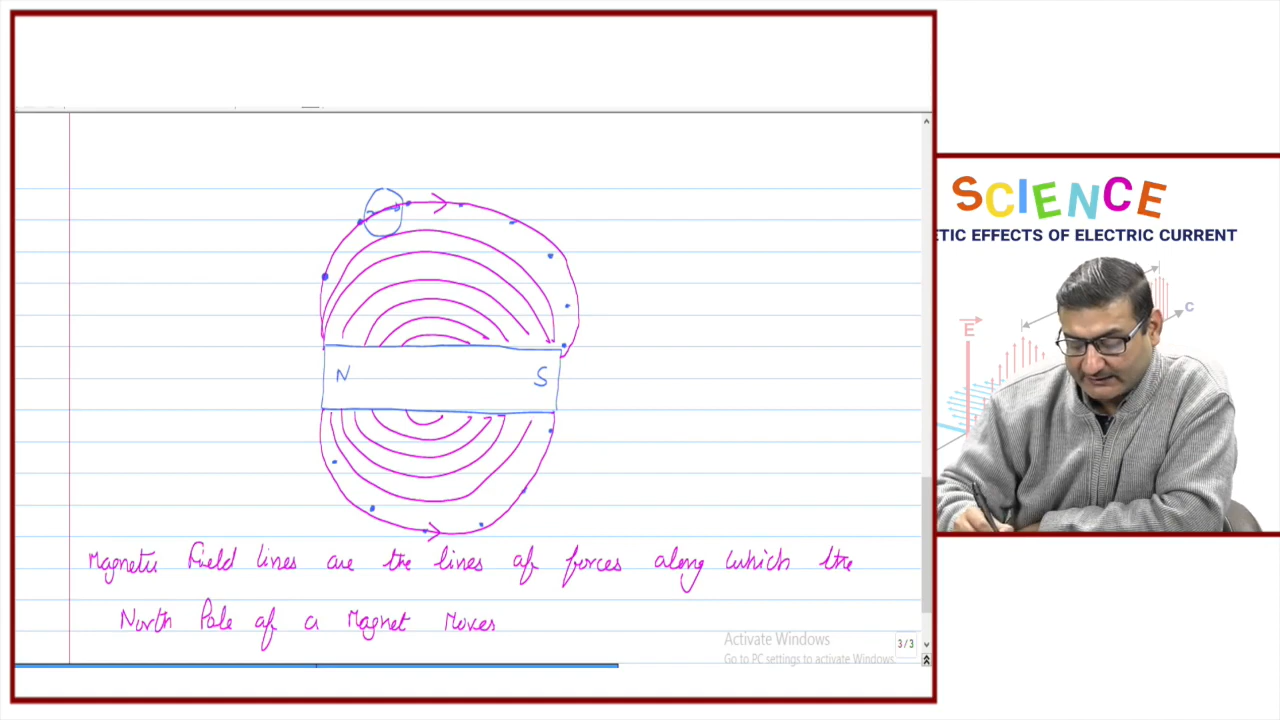 N
S
Magnetic Field lines are the lines of forces along which the
North Pole of a Magnet Moves
Activate Windows
Go to PC settings to activate Windows.
3/3
SCIENCE
ETIC EFFECTS OF ELECTRIC CURRENT
E
C